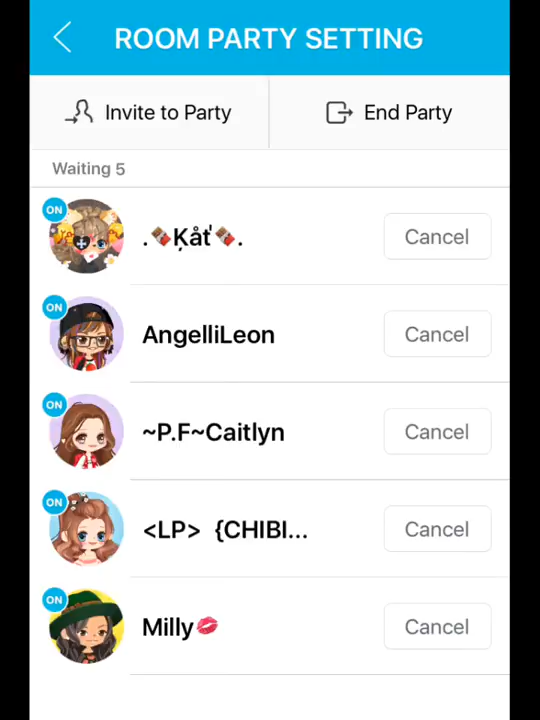 ROOM PARTY SETTING
Invite to Party
End Party
Waiting 5
ON
.🍫Ķåť🍫.
Cancel
ON
AngelliLeon
Cancel
ON
~P.F~Caitlyn
Cancel
ON
<LP> {CHIBI...
Cancel
ON
Milly💋
Cancel